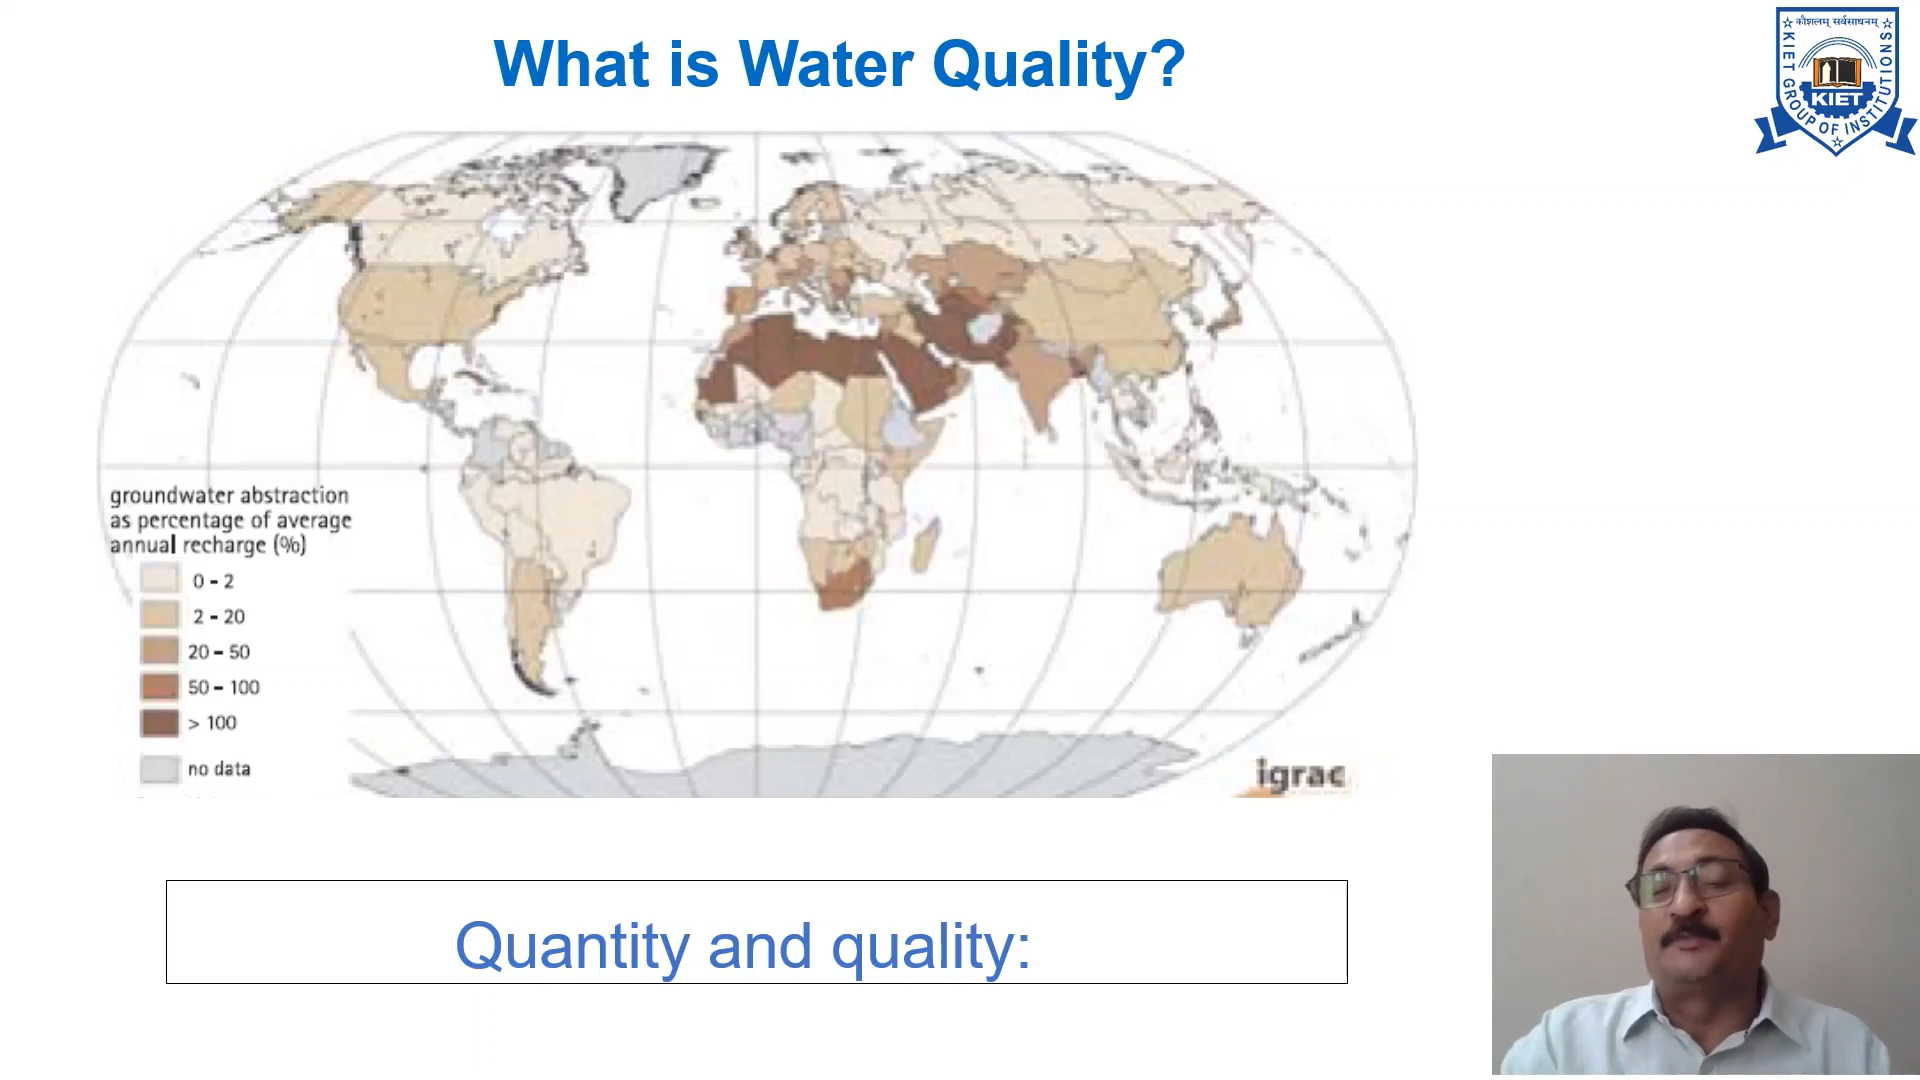 What is Water Quality?
कौशलम् सर्वसाधनम्
KIET GROUP OF INSTITUTIONS
KIET
groundwater abstraction
as percentage of average
annual recharge (%)
0 – 2
2 – 20
20 – 50
50 – 100
> 100
no data
igrac
Quantity and quality: